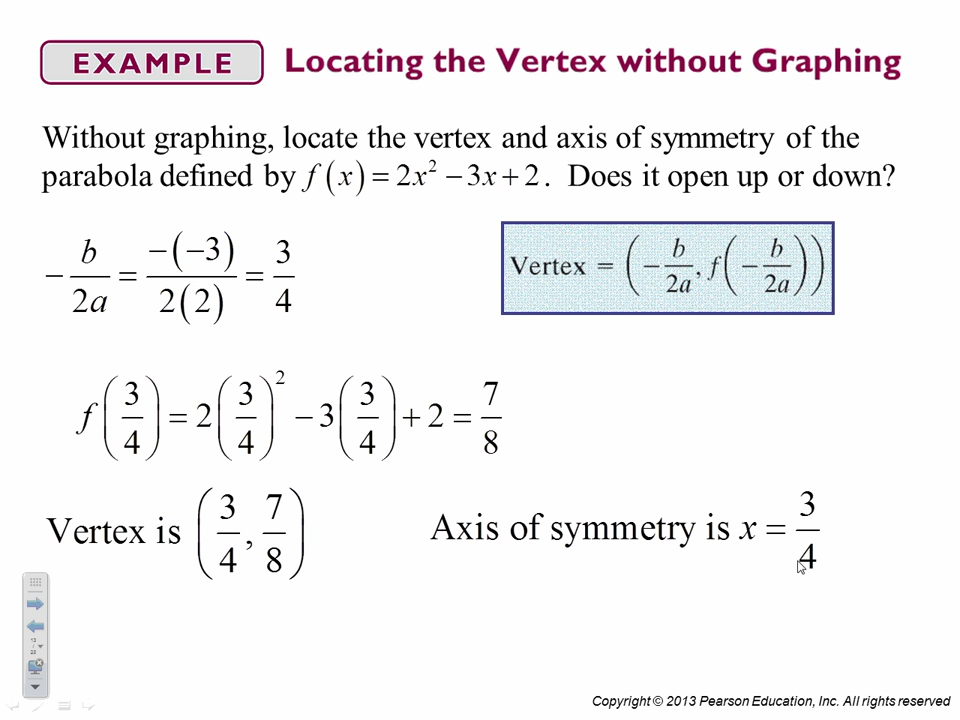 EXAMPLE Locating the Vertex without Graphing
Without graphing, locate the vertex and axis of symmetry of the
parabola defined by f(x) = 2x² − 3x + 2. Does it open up or down?
−b/2a = −(−3)/2(2) = 3/4
Vertex = (−b/2a, f(−b/2a))
f(3/4) = 2(3/4)² − 3(3/4) + 2 = 7/8
Vertex is (3/4, 7/8)
Axis of symmetry is x = 3/4
Copyright © 2013 Pearson Education, Inc. All rights reserved